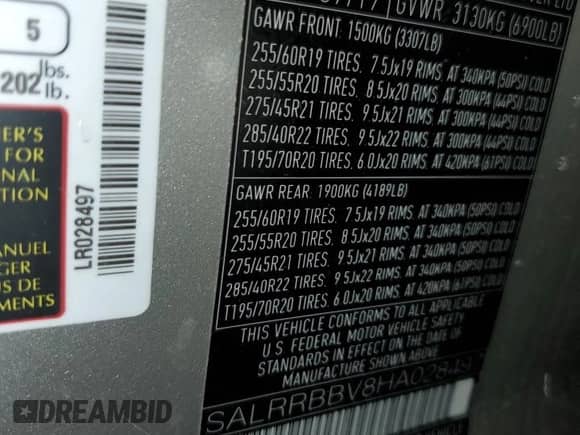 5
202 lbs.
lb.
ER'S
FOR
NAL
TION
MANUEL
GER
US DE
MENTS
LR028497
GVWR 3130KG (6900LB)
GAWR FRONT: 1500KG (3307LB)
255/60R19 TIRES, 7.5Jx19 RIMS, AT 340KPA (50PSI) COLD
255/55R20 TIRES, 8.5Jx20 RIMS, AT 300KPA (44PSI) COLD
275/45R21 TIRES, 9.5Jx21 RIMS, AT 300KPA (44PSI) COLD
285/40R22 TIRES, 9.5Jx22 RIMS, AT 300KPA (44PSI) COLD
T195/70R20 TIRES, 6.0Jx20 RIMS, AT 420KPA (61PSI) COLD
GAWR REAR: 1900KG (4189LB)
255/60R19 TIRES, 7.5Jx19 RIMS, AT 340KPA (50PSI) COLD
255/55R20 TIRES, 8.5Jx20 RIMS, AT 340KPA (50PSI) COLD
275/45R21 TIRES, 9.5Jx21 RIMS, AT 340KPA (50PSI) COLD
285/40R22 TIRES, 9.5Jx22 RIMS, AT 340KPA (50PSI) COLD
T195/70R20 TIRES, 6.0Jx20 RIMS, AT 420KPA (61PSI) COLD
THIS VEHICLE CONFORMS TO ALL APPLICABLE
U.S. FEDERAL MOTOR VEHICLE SAFETY
STANDARDS IN EFFECT ON THE DATE OF
MANUFACTURE SHOWN ABOVE.
SALRRBBV8HA0284
DREAMBID